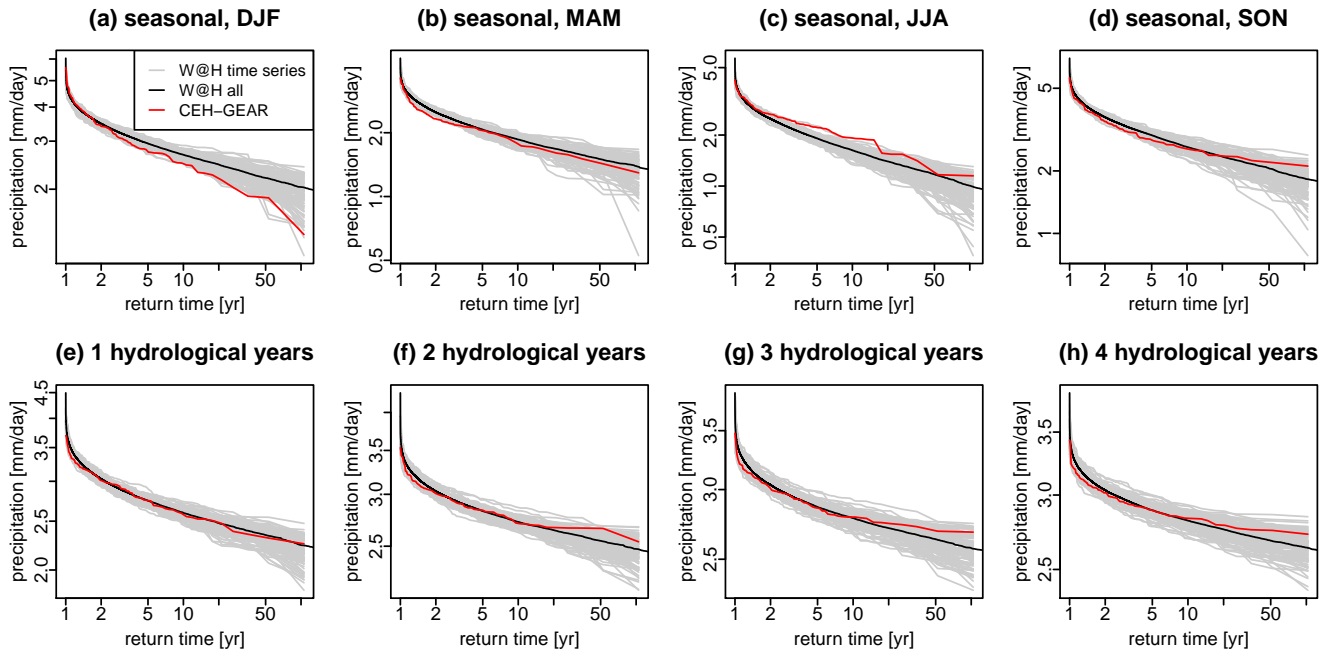 (a) seasonal, DJF
precipitation [mm/day]
5
4
3
2
W@H time series
W@H all
CEH−GEAR
1 2 5 10 50
return time [yr]
(b) seasonal, MAM
precipitation [mm/day]
2.0
1.0
0.5
1 2 5 10 50
return time [yr]
(c) seasonal, JJA
precipitation [mm/day]
5.0
2.0
1.0
0.5
1 2 5 10 50
return time [yr]
(d) seasonal, SON
precipitation [mm/day]
5
2
1
1 2 5 10 50
return time [yr]
(e) 1 hydrological years
precipitation [mm/day]
4.5
3.5
2.5
2.0
1 2 5 10 50
return time [yr]
(f) 2 hydrological years
precipitation [mm/day]
3.5
3.0
2.5
1 2 5 10 50
return time [yr]
(g) 3 hydrological years
precipitation [mm/day]
3.5
3.0
2.5
1 2 5 10 50
return time [yr]
(h) 4 hydrological years
precipitation [mm/day]
3.5
3.0
2.5
1 2 5 10 50
return time [yr]